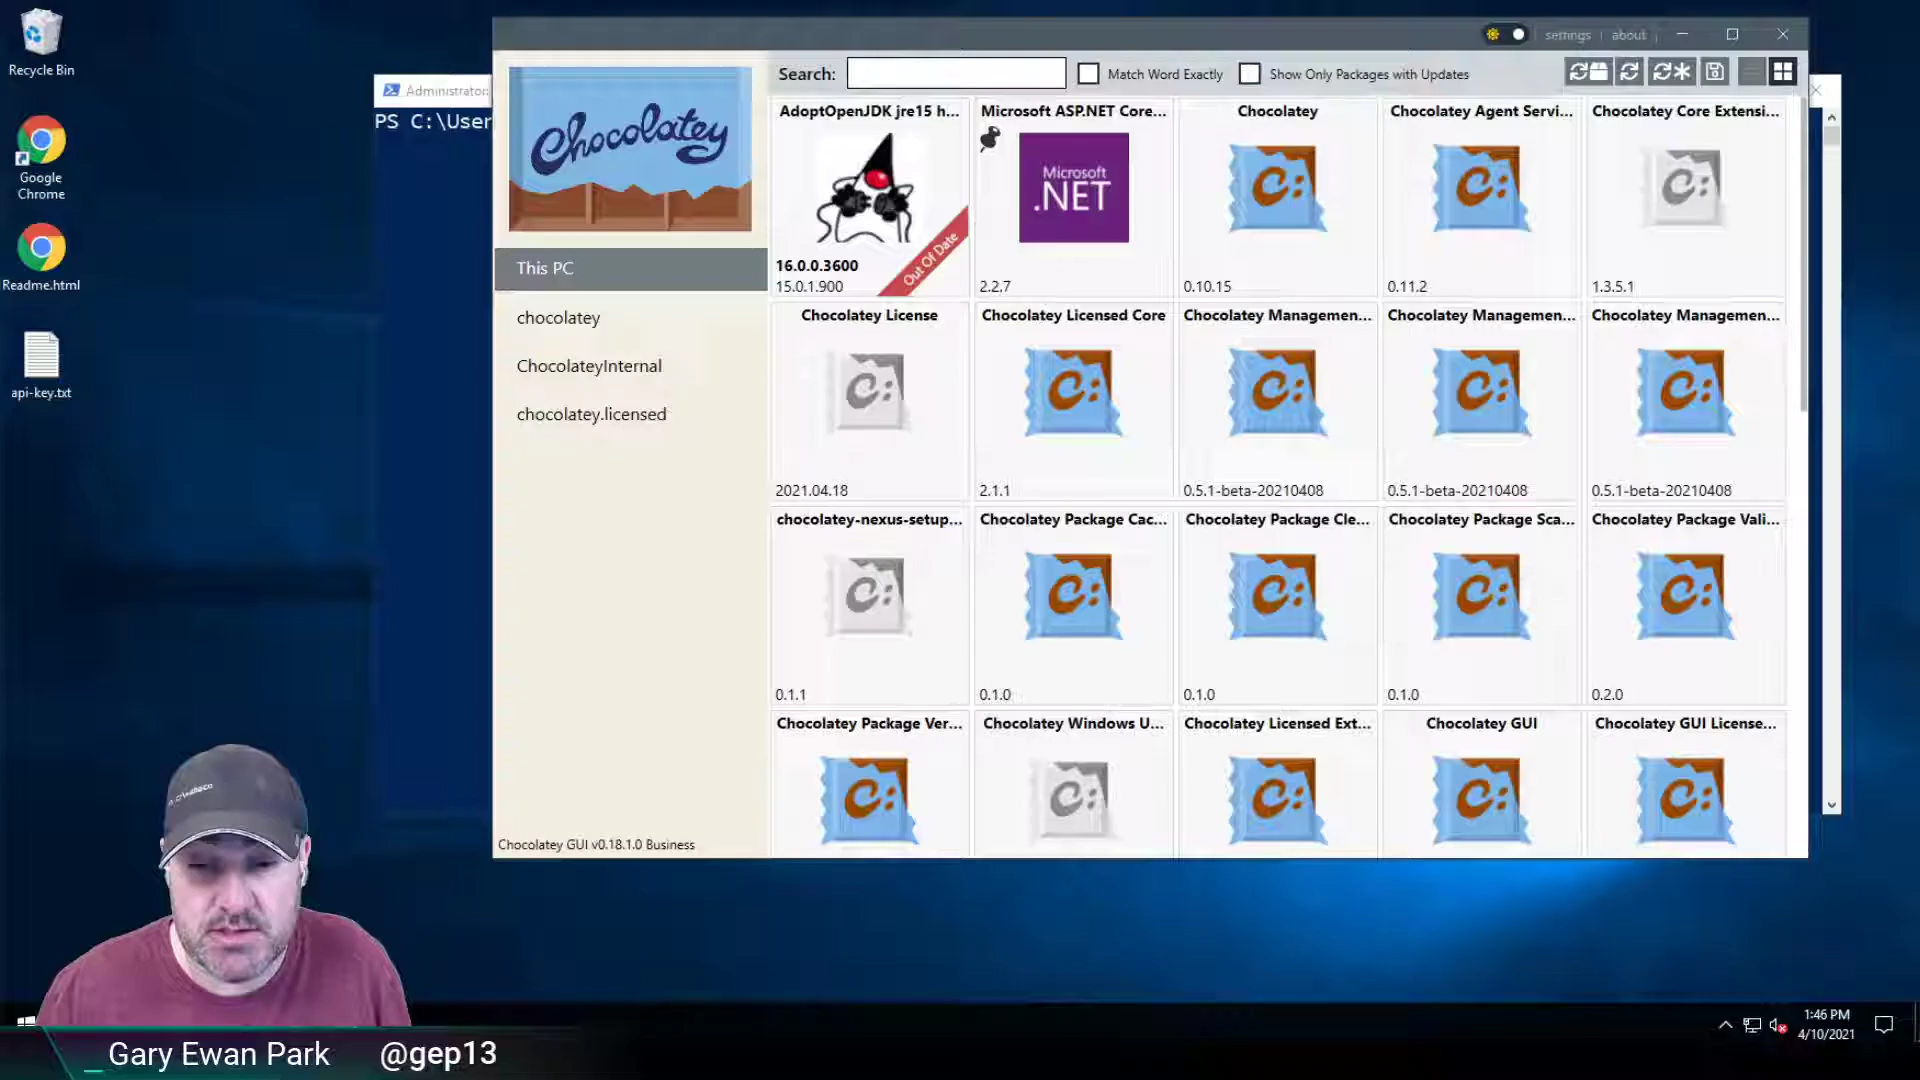 Recycle Bin
Google
Chrome
Readme.html
api-key.txt
Administrator:
PS C:\User
settings
about
Search:
Match Word Exactly
Show Only Packages with Updates
Chocolatey
This PC
chocolatey
ChocolateyInternal
chocolatey.licensed
Chocolatey GUI v0.18.1.0 Business
AdoptOpenJDK jre15 h...
Microsoft ASP.NET Core...
Chocolatey
Chocolatey Agent Servi...
Chocolatey Core Extensi...
Microsoft
.NET
Out Of Date
16.0.0.3600
15.0.1.900
2.2.7
0.10.15
0.11.2
1.3.5.1
Chocolatey License
Chocolatey Licensed Core
Chocolatey Managemen...
Chocolatey Managemen...
Chocolatey Managemen...
2021.04.18
2.1.1
0.5.1-beta-20210408
0.5.1-beta-20210408
0.5.1-beta-20210408
chocolatey-nexus-setup...
Chocolatey Package Cac...
Chocolatey Package Cle...
Chocolatey Package Sca...
Chocolatey Package Vali...
0.1.1
0.1.0
0.1.0
0.1.0
0.2.0
Chocolatey Package Ver...
Chocolatey Windows U...
Chocolatey Licensed Ext...
Chocolatey GUI
Chocolatey GUI License...
1:46 PM
4/10/2021
_Gary Ewan Park
@gep13